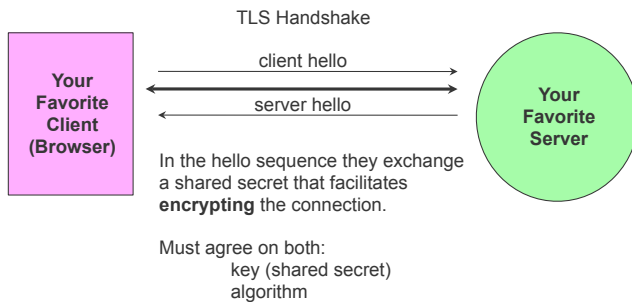 TLS Handshake
client hello
server hello
Your
Favorite
Client
(Browser)
Your
Favorite
Server
In the hello sequence they exchange
a shared secret that facilitates
encrypting the connection.
Must agree on both:
key (shared secret)
algorithm